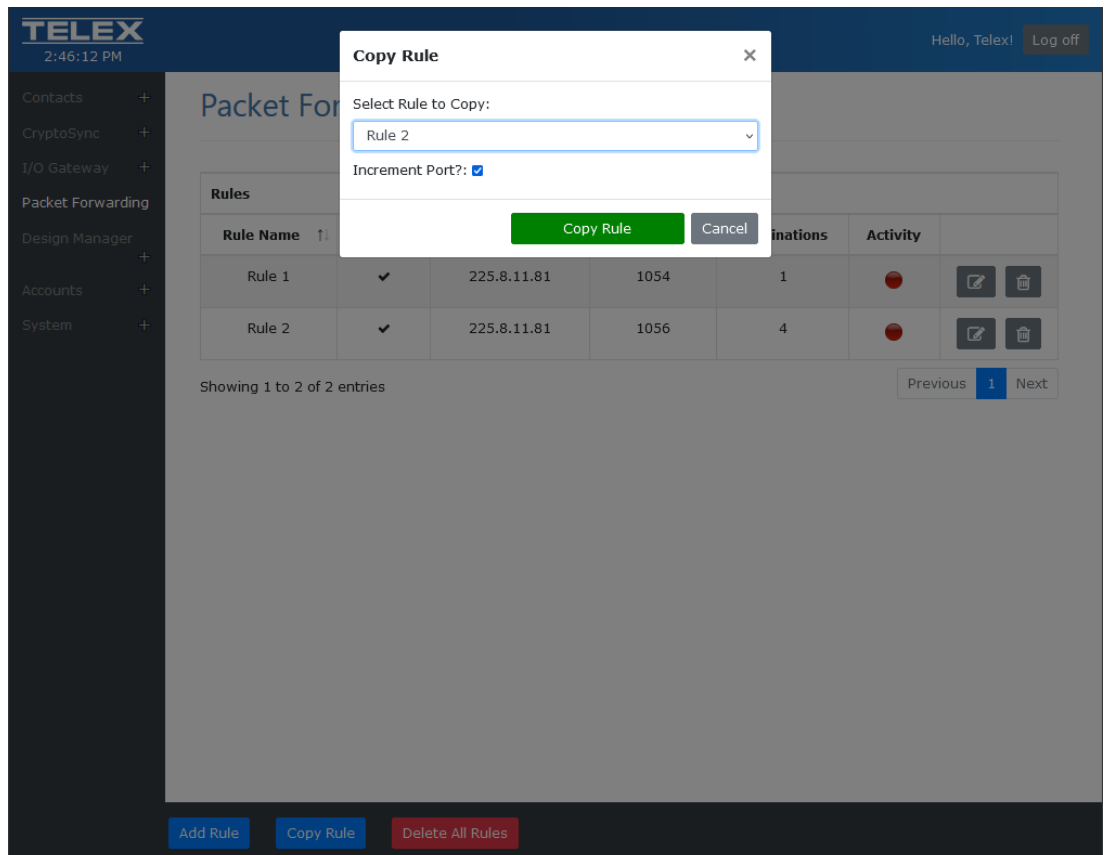 TELEX
2:46:12 PM
Hello, Telex!
Log off
Copy Rule
×
Select Rule to Copy:
Rule 2
Increment Port?:
Copy Rule
Cancel
Contacts +
CryptoSync +
I/O Gateway +
Packet Forwarding
Design Manager +
Accounts +
System +
Packet For
Rules
Rule Name
inations
Activity
Rule 1 225.8.11.81 1054 1
Rule 2 225.8.11.81 1056 4
Showing 1 to 2 of 2 entries
Previous 1 Next
Add Rule
Copy Rule
Delete All Rules